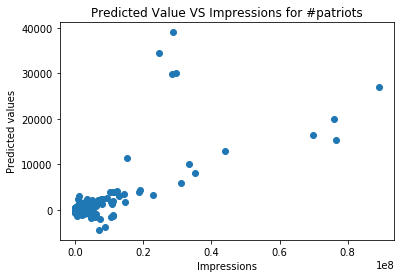 Predicted Value VS Impressions for #patriots
Predicted values
40000
30000
20000
10000
0
0.0 0.2 0.4 0.6 0.8
1e8
Impressions